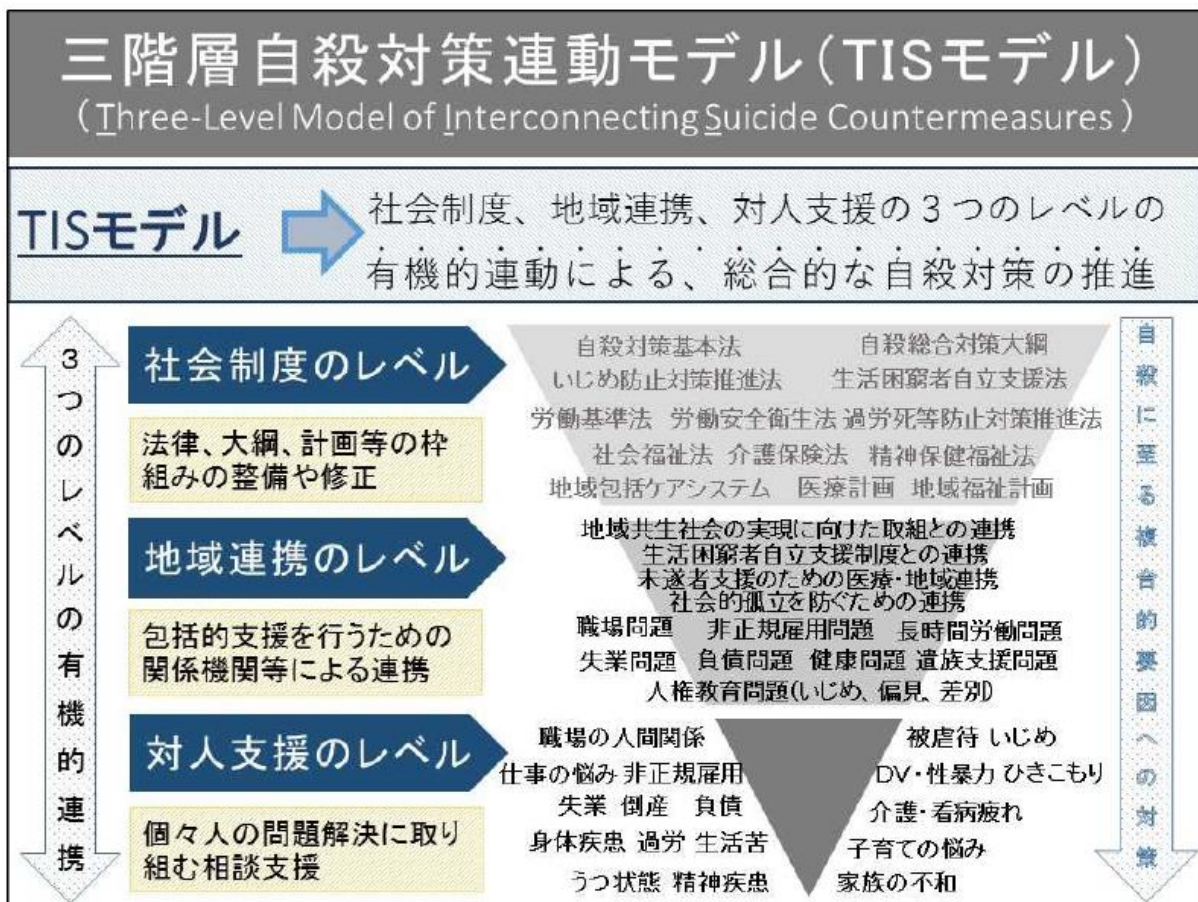 三階層自殺対策連動モデル(TISモデル)
(Three-Level Model of Interconnecting Suicide Countermeasures)
TISモデル
社会制度、地域連携、対人支援の3つのレベルの
有機的連動による、総合的な自殺対策の推進
3つのレベルの有機的連携
社会制度のレベル
法律、大綱、計画等の枠
組みの整備や修正
自殺対策基本法 自殺総合対策大綱
いじめ防止対策推進法 生活困窮者自立支援法
労働基準法 労働安全衛生法 過労死等防止対策推進法
社会福祉法 介護保険法 精神保健福祉法
地域包括ケアシステム 医療計画 地域福祉計画
地域連携のレベル
包括的支援を行うための
関係機関等による連携
地域共生社会の実現に向けた取組との連携
生活困窮者自立支援制度との連携
未遂者支援のための医療・地域連携
社会的孤立を防ぐための連携
職場問題 非正規雇用問題 長時間労働問題
失業問題 負債問題 健康問題 遺族支援問題
人権教育問題(いじめ、偏見、差別)
対人支援のレベル
個々人の問題解決に取り
組む相談支援
職場の人間関係 被虐待 いじめ
仕事の悩み 非正規雇用 DV・性暴力 ひきこもり
失業 倒産 負債 介護・看病疲れ
身体疾患 過労 生活苦 子育ての悩み
うつ状態 精神疾患 家族の不和
自殺に至る複合的要因への対策